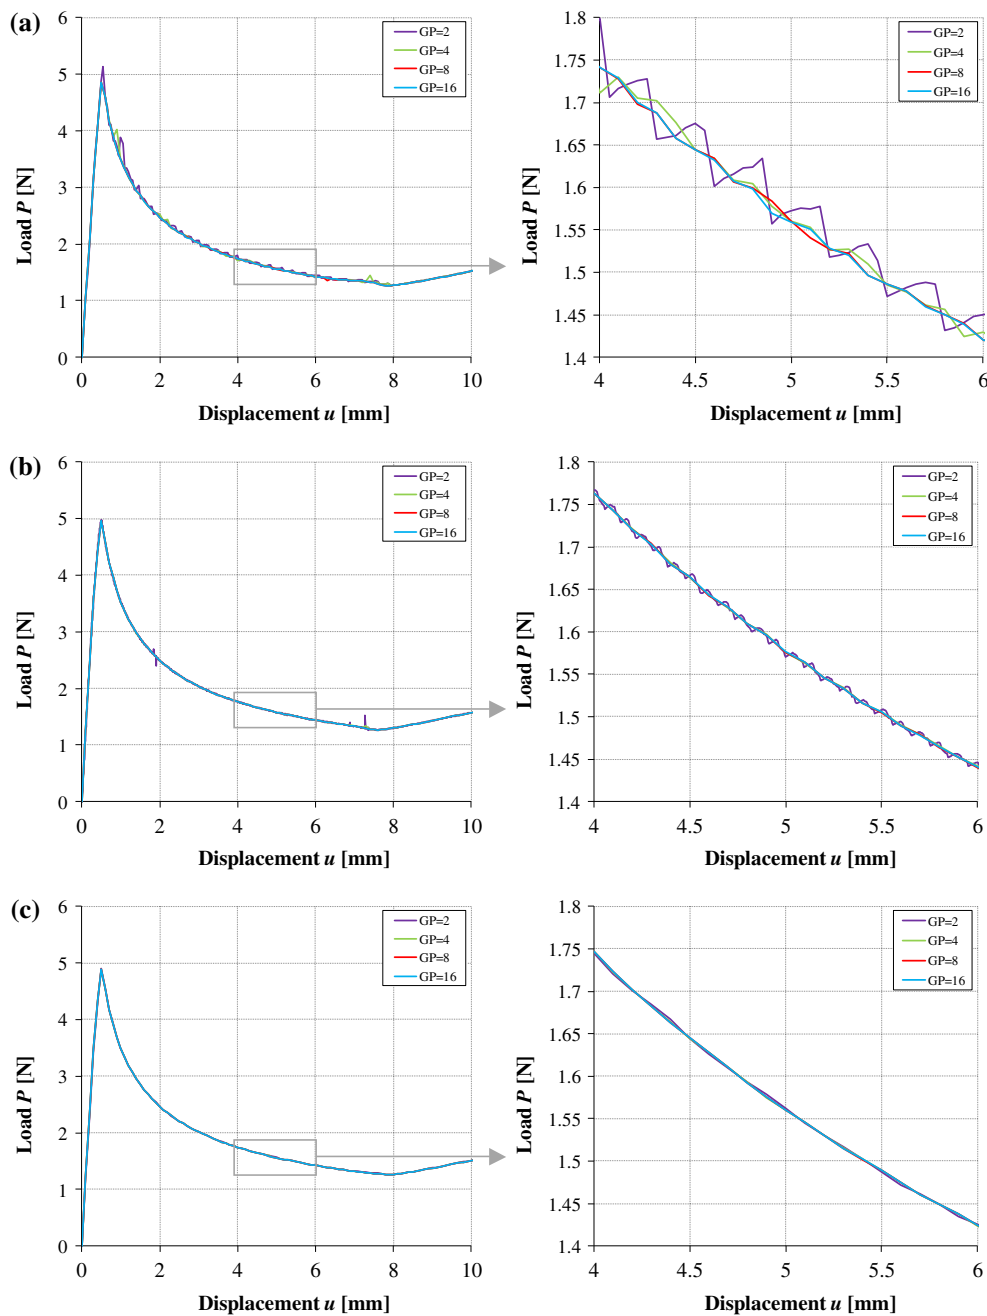 (a)
6
5
4
3
2
1
0
Load P [N]
GP=2
GP=4
GP=8
GP=16
0 2 4 6 8 10
Displacement u [mm]
1.8
1.75
1.7
1.65
1.6
1.55
1.5
1.45
1.4
Load P [N]
GP=2
GP=4
GP=8
GP=16
4 4.5 5 5.5 6
Displacement u [mm]
(b)
6
5
4
3
2
1
0
Load P [N]
GP=2
GP=4
GP=8
GP=16
0 2 4 6 8 10
Displacement u [mm]
1.8
1.75
1.7
1.65
1.6
1.55
1.5
1.45
1.4
Load P [N]
GP=2
GP=4
GP=8
GP=16
4 4.5 5 5.5 6
Displacement u [mm]
(c)
6
5
4
3
2
1
0
Load P [N]
GP=2
GP=4
GP=8
GP=16
0 2 4 6 8 10
Displacement u [mm]
1.8
1.75
1.7
1.65
1.6
1.55
1.5
1.45
1.4
Load P [N]
GP=2
GP=4
GP=8
GP=16
4 4.5 5 5.5 6
Displacement u [mm]